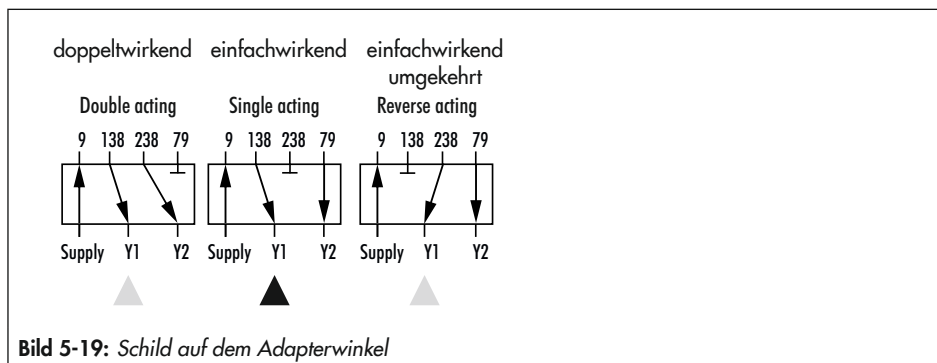 doppeltwirkend einfachwirkend einfachwirkend
umgekehrt
Double acting Single acting Reverse acting
9 138 238 79 9 138 238 79 9 138 238 79
Supply Y1 Y2 Supply Y1 Y2 Supply Y1 Y2
Bild 5-19: Schild auf dem Adapterwinkel